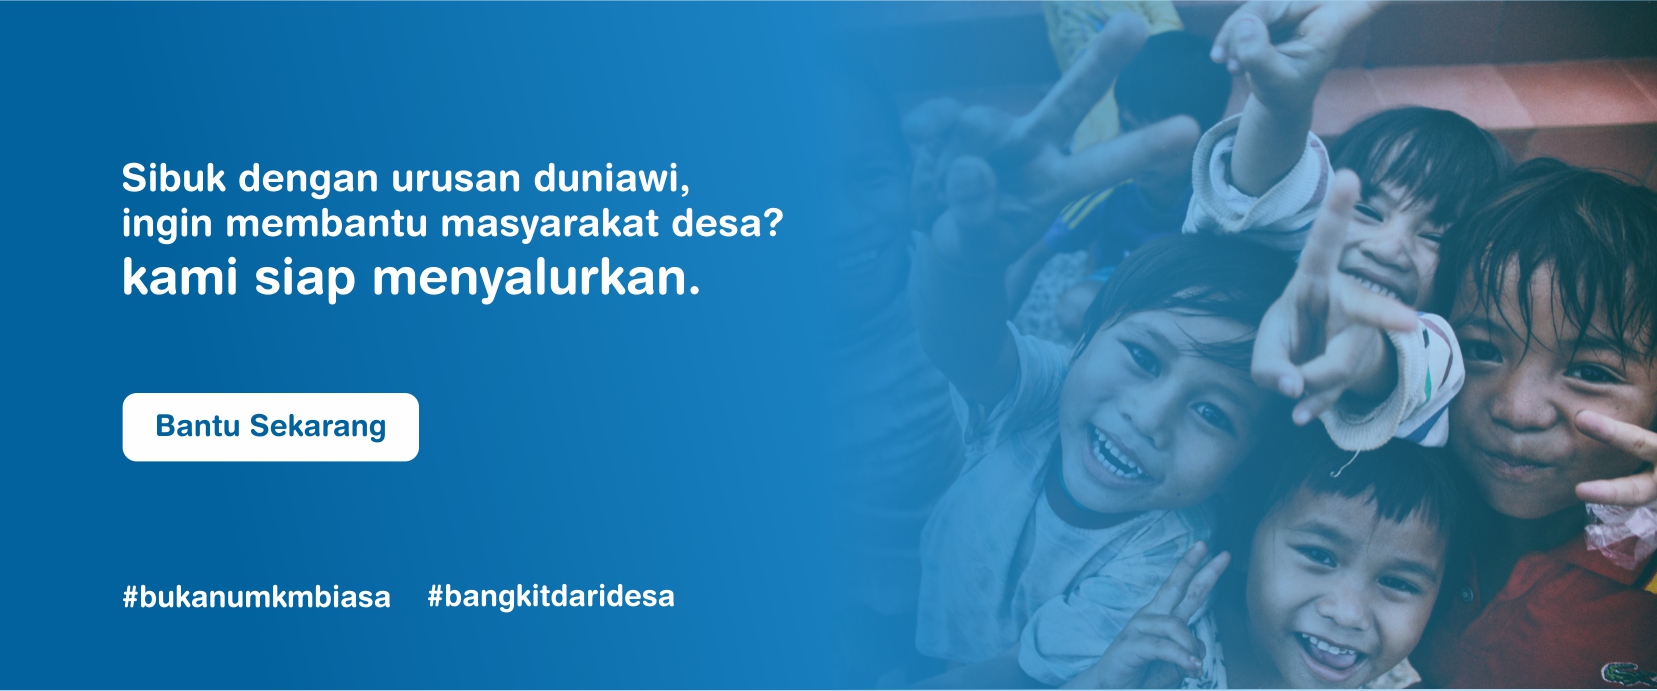 Sibuk dengan urusan duniawi,
ingin membantu masyarakat desa?
kami siap menyalurkan.
Bantu Sekarang
#bukanumkmbiasa #bangkitdaridesa